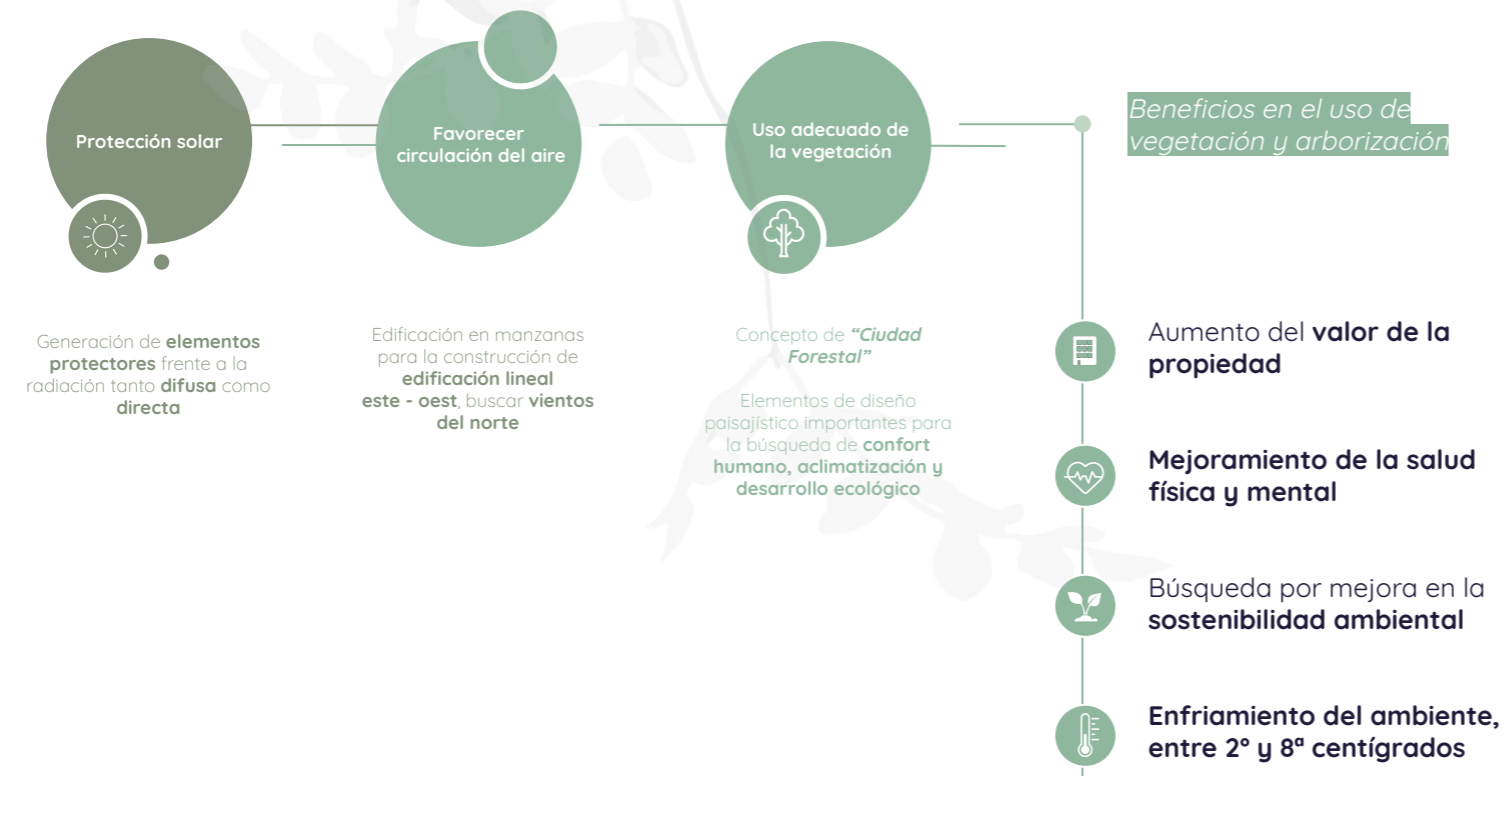 Protección solar
Generación de elementos
protectores frente a la
radiación tanto difusa como
directa
Favorecer
circulación del aire
Edificación en manzanas
para la construcción de
edificación lineal
este - oest, buscar vientos
del norte
Uso adecuado de
la vegetación
Concepto de “Ciudad
Forestal”
Elementos de diseño
paisajístico importantes para
la búsqueda de confort
humano, aclimatización y
desarrollo ecológico
Beneficios en el uso de
vegetación y arborización
Aumento del valor de la
propiedad
Mejoramiento de la salud
física y mental
Búsqueda por mejora en la
sostenibilidad ambiental
Enfriamiento del ambiente,
entre 2º y 8ª centígrados